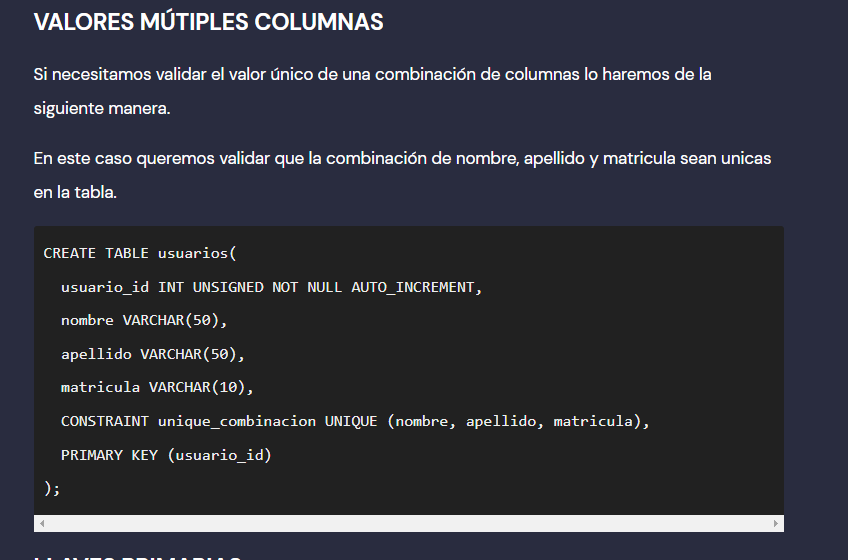 VALORES MÚTIPLES COLUMNAS
Si necesitamos validar el valor único de una combinación de columnas lo haremos de la
siguiente manera.
En este caso queremos validar que la combinación de nombre, apellido y matricula sean unicas
en la tabla.
CREATE TABLE usuarios(
  usuario_id INT UNSIGNED NOT NULL AUTO_INCREMENT,
  nombre VARCHAR(50),
  apellido VARCHAR(50),
  matricula VARCHAR(10),
  CONSTRAINT unique_combinacion UNIQUE (nombre, apellido, matricula),
  PRIMARY KEY (usuario_id)
);
LLAVES PRIMARIAS